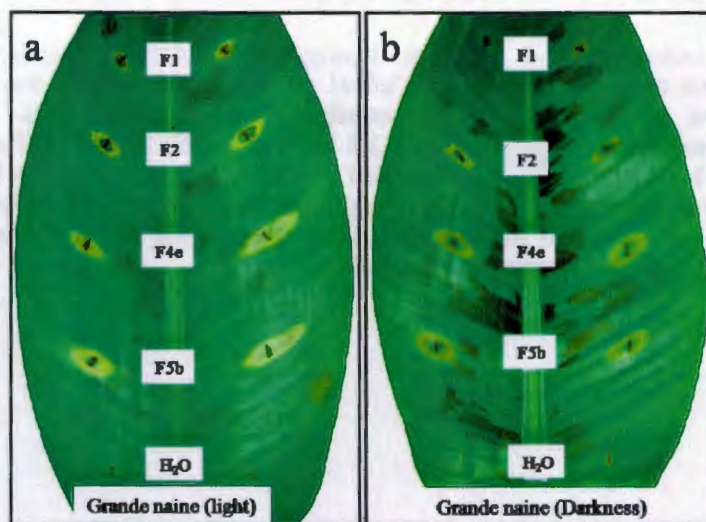 a
F1
F2
F4e
F5b
H₂O
Grande naine (light)
b
F1
F2
F4e
F5b
H₂O
Grande naine (Darkness)